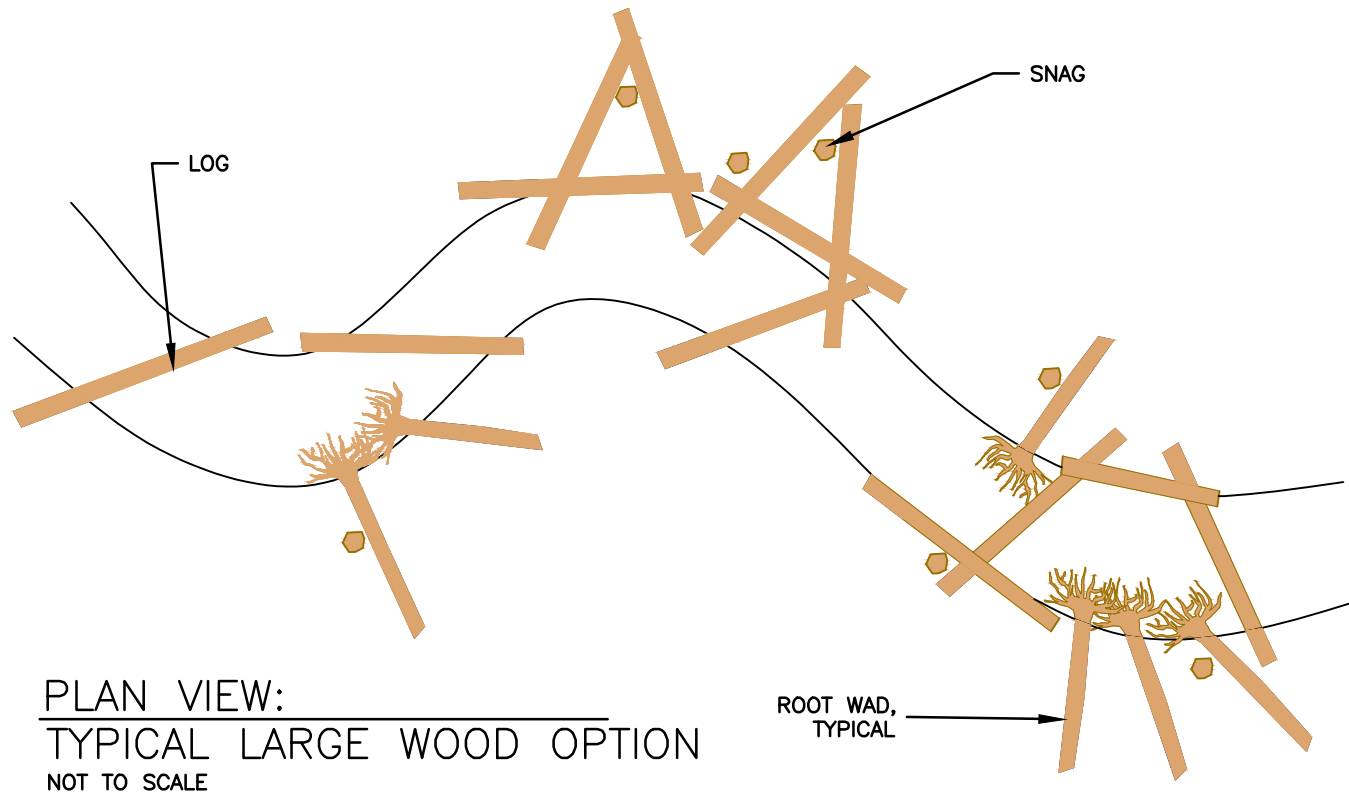 SNAG
LOG
ROOT WAD,
TYPICAL
PLAN VIEW:
TYPICAL LARGE WOOD OPTION
NOT TO SCALE